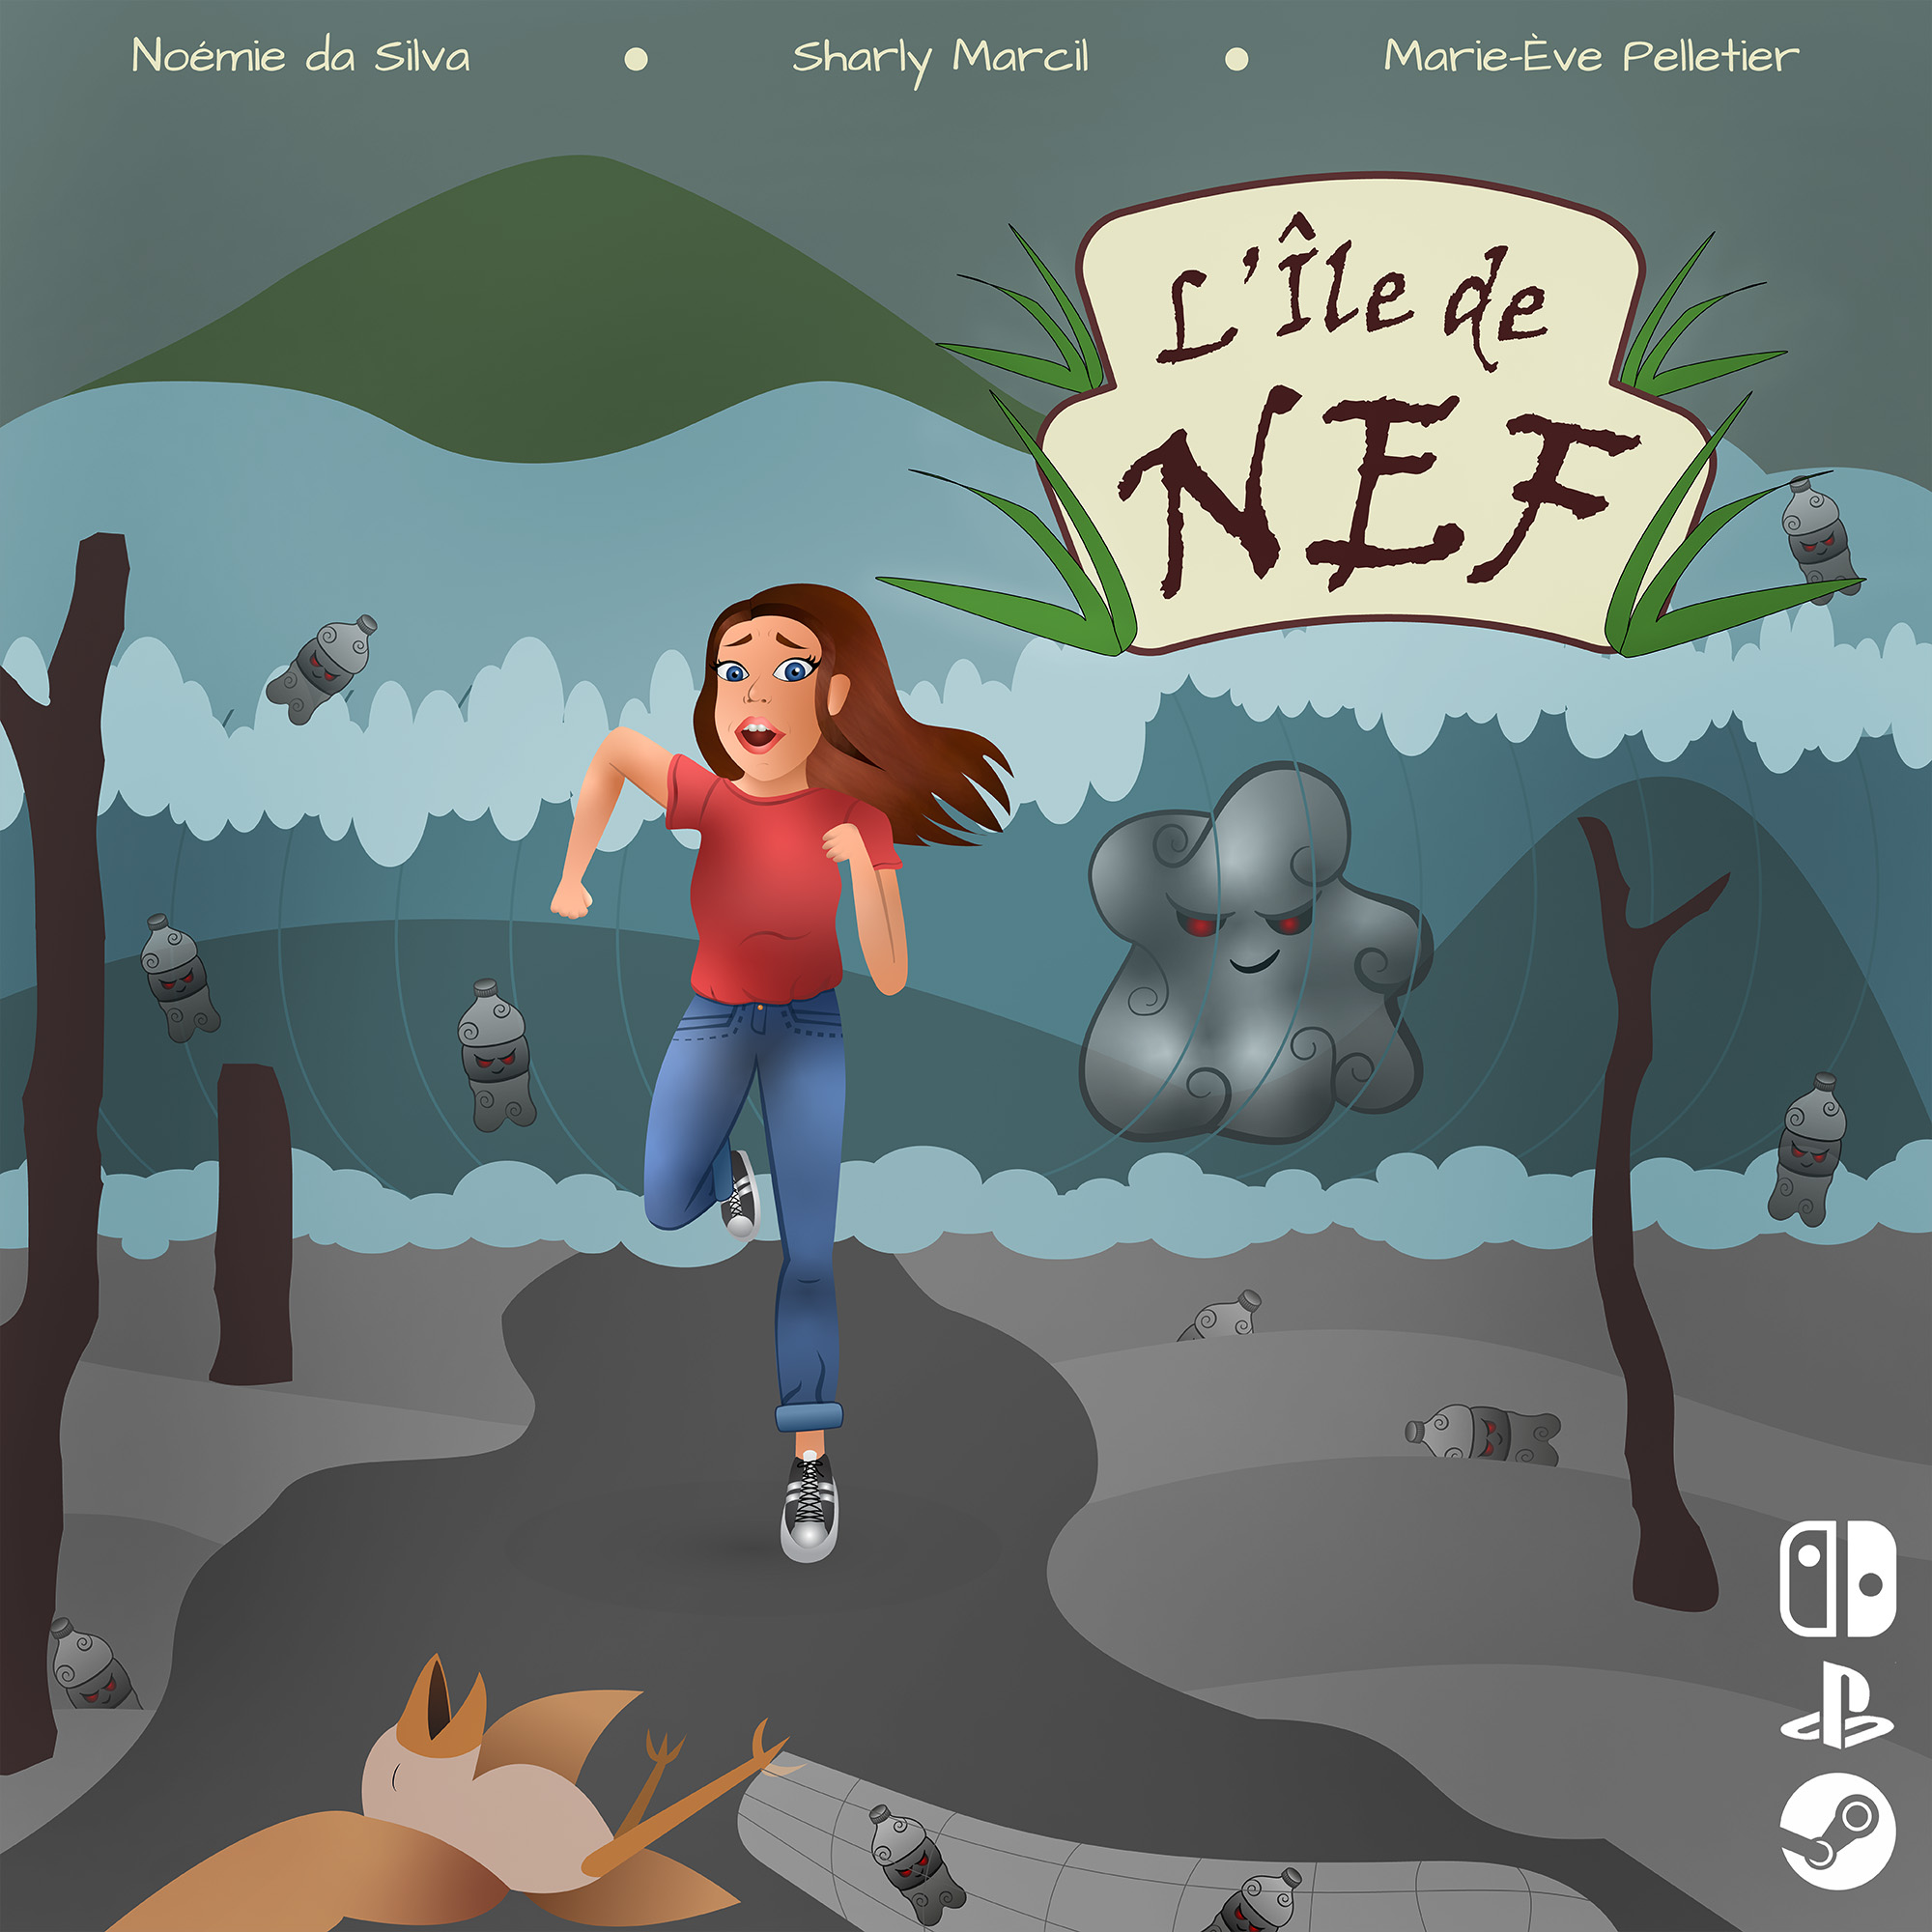 Noémie da Silva • Sharly Marcil • Marie-Ève Pelletier
L'Île de
NEF